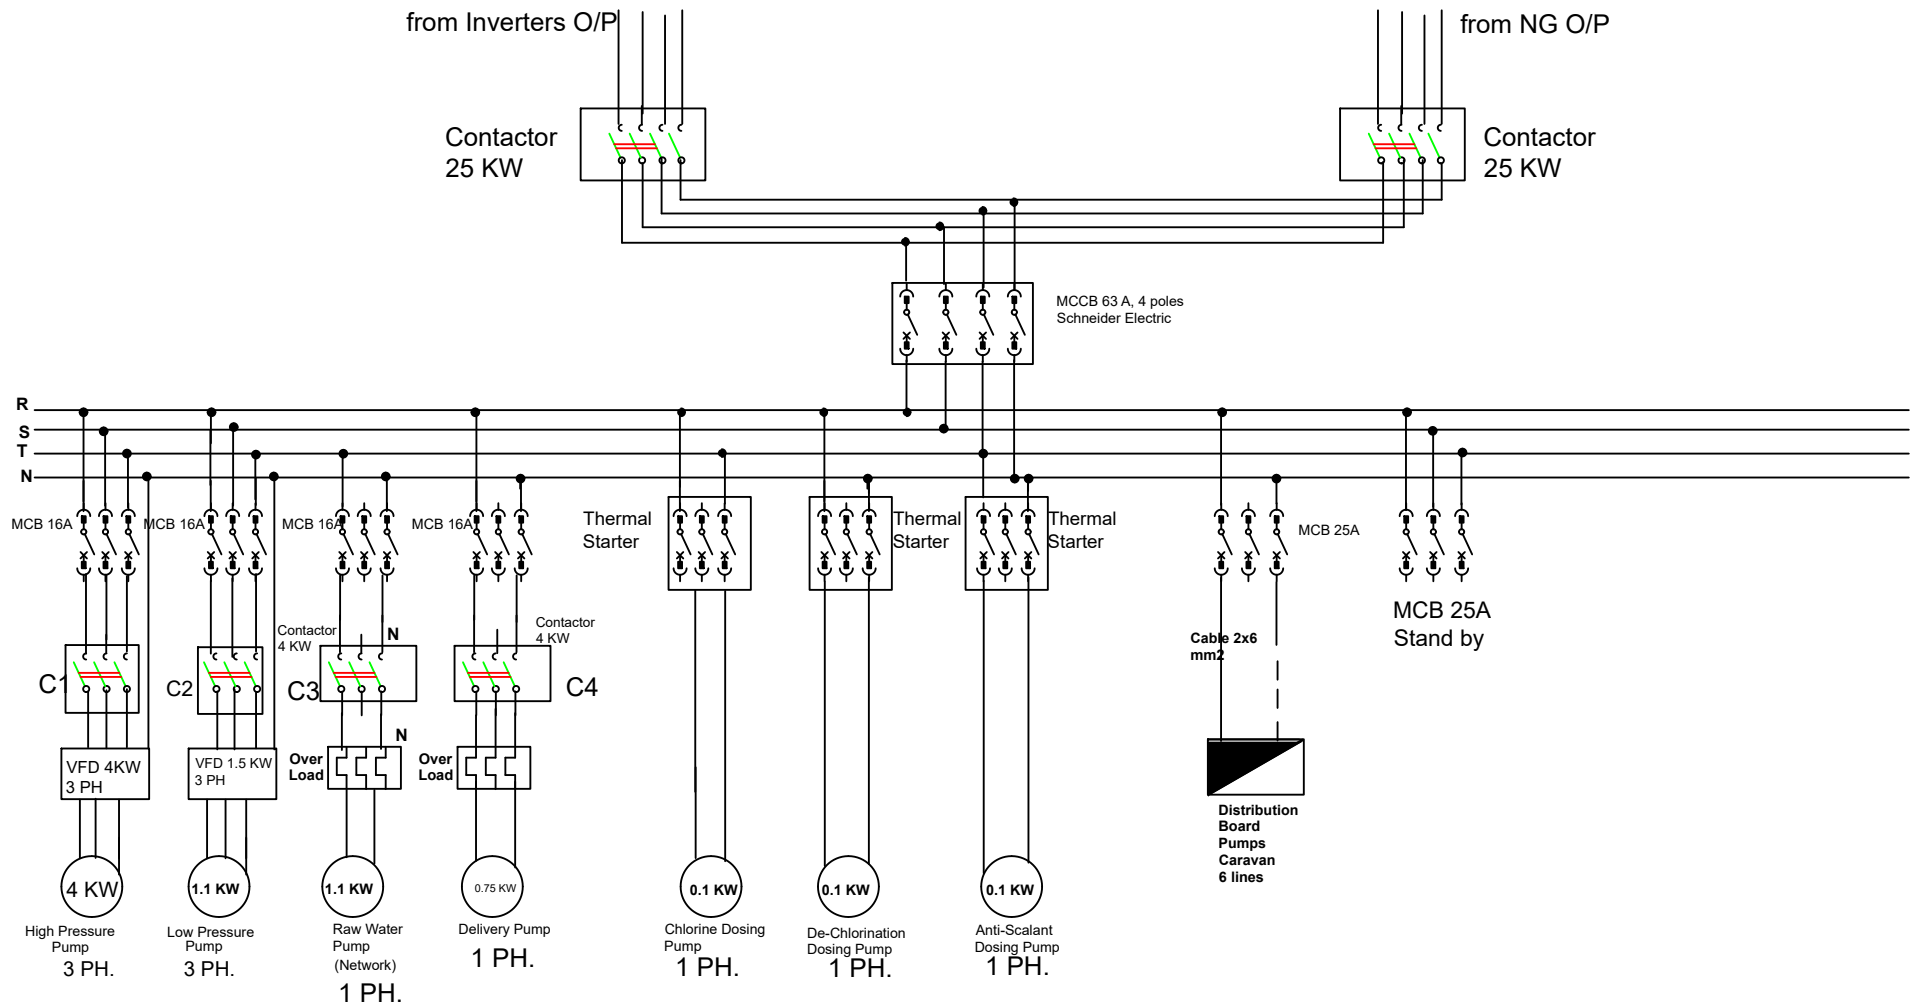 from Inverters O/P
from NG O/P
Contactor
25 KW
Contactor
25 KW
MCCB 63 A, 4 poles
Schneider Electric
R
S
T
N
MCB 16A
MCB 16A
MCB 16A
MCB 16A
Thermal
Starter
Thermal
Starter
Thermal
Starter
MCB 25A
MCB 25A
Stand by
Contactor
4 KW
N
Contactor
4 KW
Cable 2x6
mm2
C1
C2
C3
C4
N
VFD 4KW
3 PH
VFD 1.5 KW
3 PH
Over
Load
Over
Load
Distribution
Board
Pumps
Caravan
6 lines
4 KW
1.1 KW
1.1 KW
0.75 KW
0.1 KW
0.1 KW
0.1 KW
High Pressure
Pump
3 PH.
Low Pressure
Pump
3 PH.
Raw Water
Pump
(Network)
1 PH.
Delivery Pump
1 PH.
Chlorine Dosing
Pump
1 PH.
De-Chlorination
Dosing Pump
1 PH.
Anti-Scalant
Dosing Pump
1 PH.